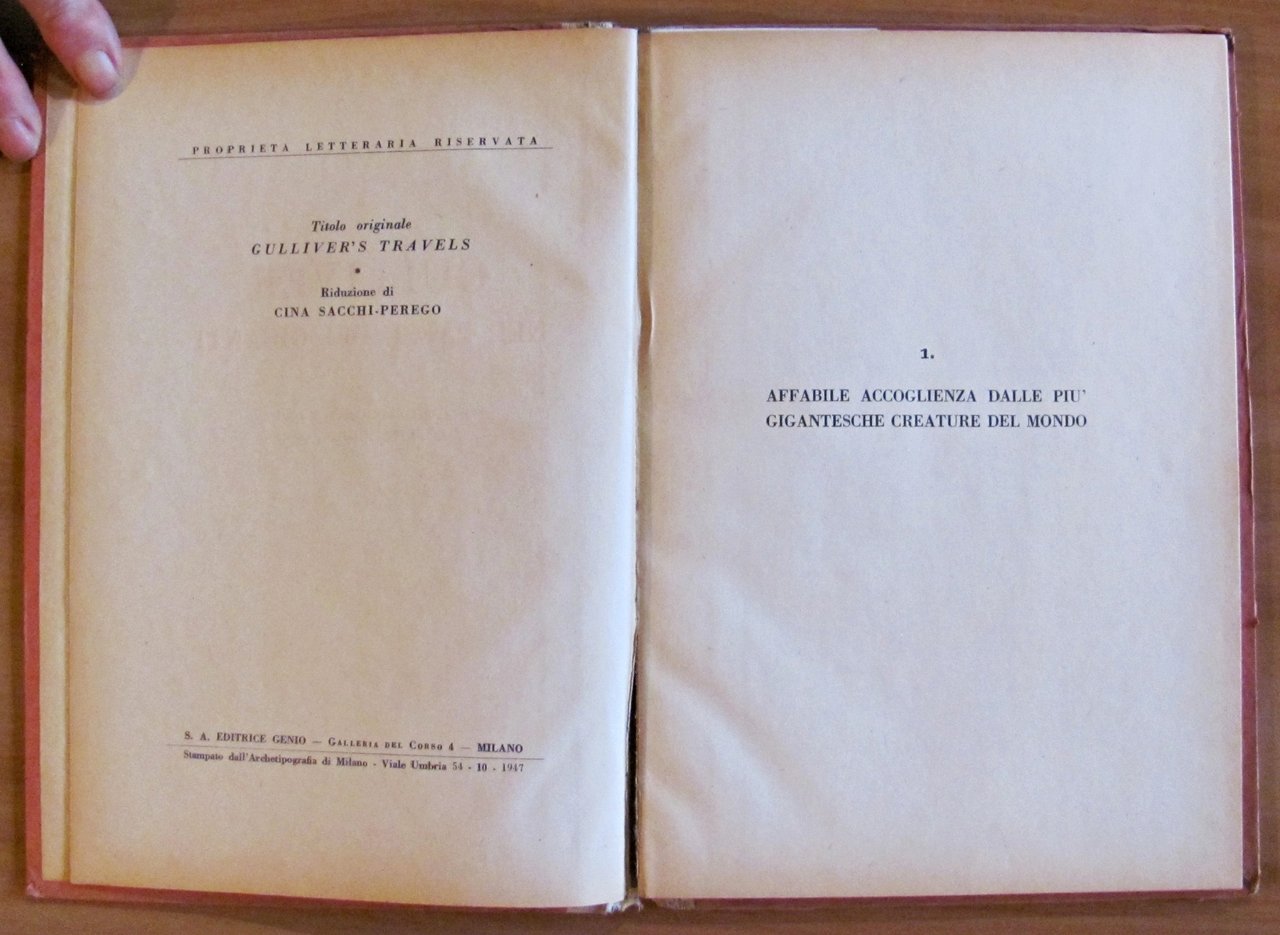 PROPRIETÀ LETTERARIA RISERVATA
Titolo originale
GULLIVER'S TRAVELS
Riduzione di
CINA SACCHI-PEREGO
S. A. EDITRICE GENIO — GALLERIA DEL CORSO 4 — MILANO
Stampato dall'Archetipografia di Milano - Viale Umbria 54 - 10 - 1947
1.
AFFABILE ACCOGLIENZA DALLE PIU'
GIGANTESCHE CREATURE DEL MONDO